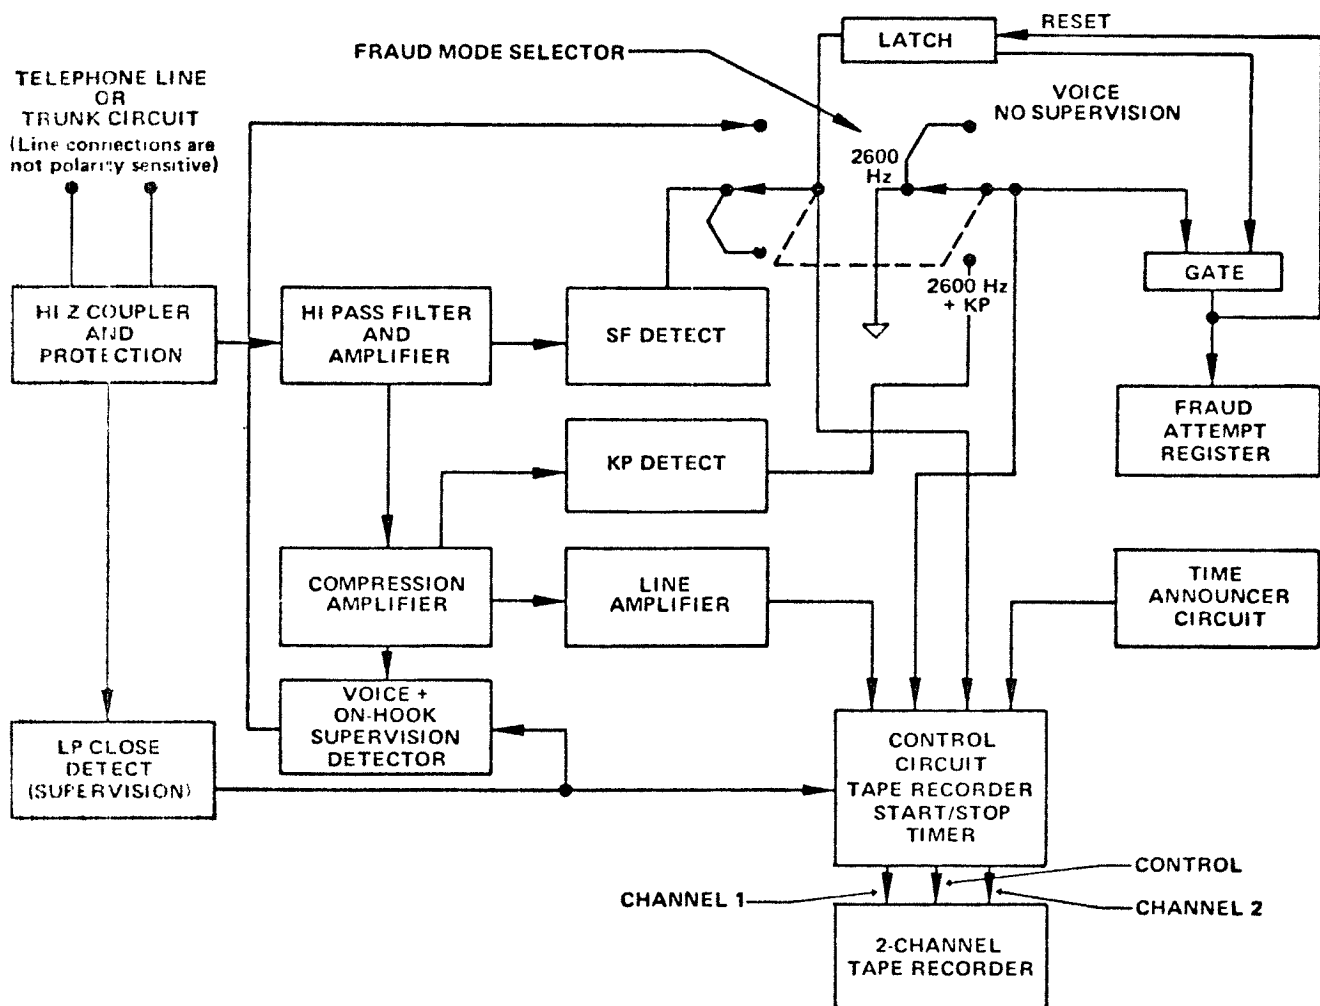 LATCH
RESET
FRAUD MODE SELECTOR
TELEPHONE LINE
OR
TRUNK CIRCUIT
(Line connections are
not polarity sensitive)
VOICE
NO SUPERVISION
2600
Hz
GATE
2600 Hz
+ KP
HI Z COUPLER
AND
PROTECTION
HI PASS FILTER
AND
AMPLIFIER
SF DETECT
FRAUD
ATTEMPT
REGISTER
KP DETECT
COMPRESSION
AMPLIFIER
LINE
AMPLIFIER
TIME
ANNOUNCER
CIRCUIT
VOICE +
ON-HOOK
SUPERVISION
DETECTOR
LP CLOSE
DETECT
(SUPERVISION)
CONTROL
CIRCUIT
TAPE RECORDER
START/STOP
TIMER
CONTROL
CHANNEL 1
CHANNEL 2
2-CHANNEL
TAPE RECORDER